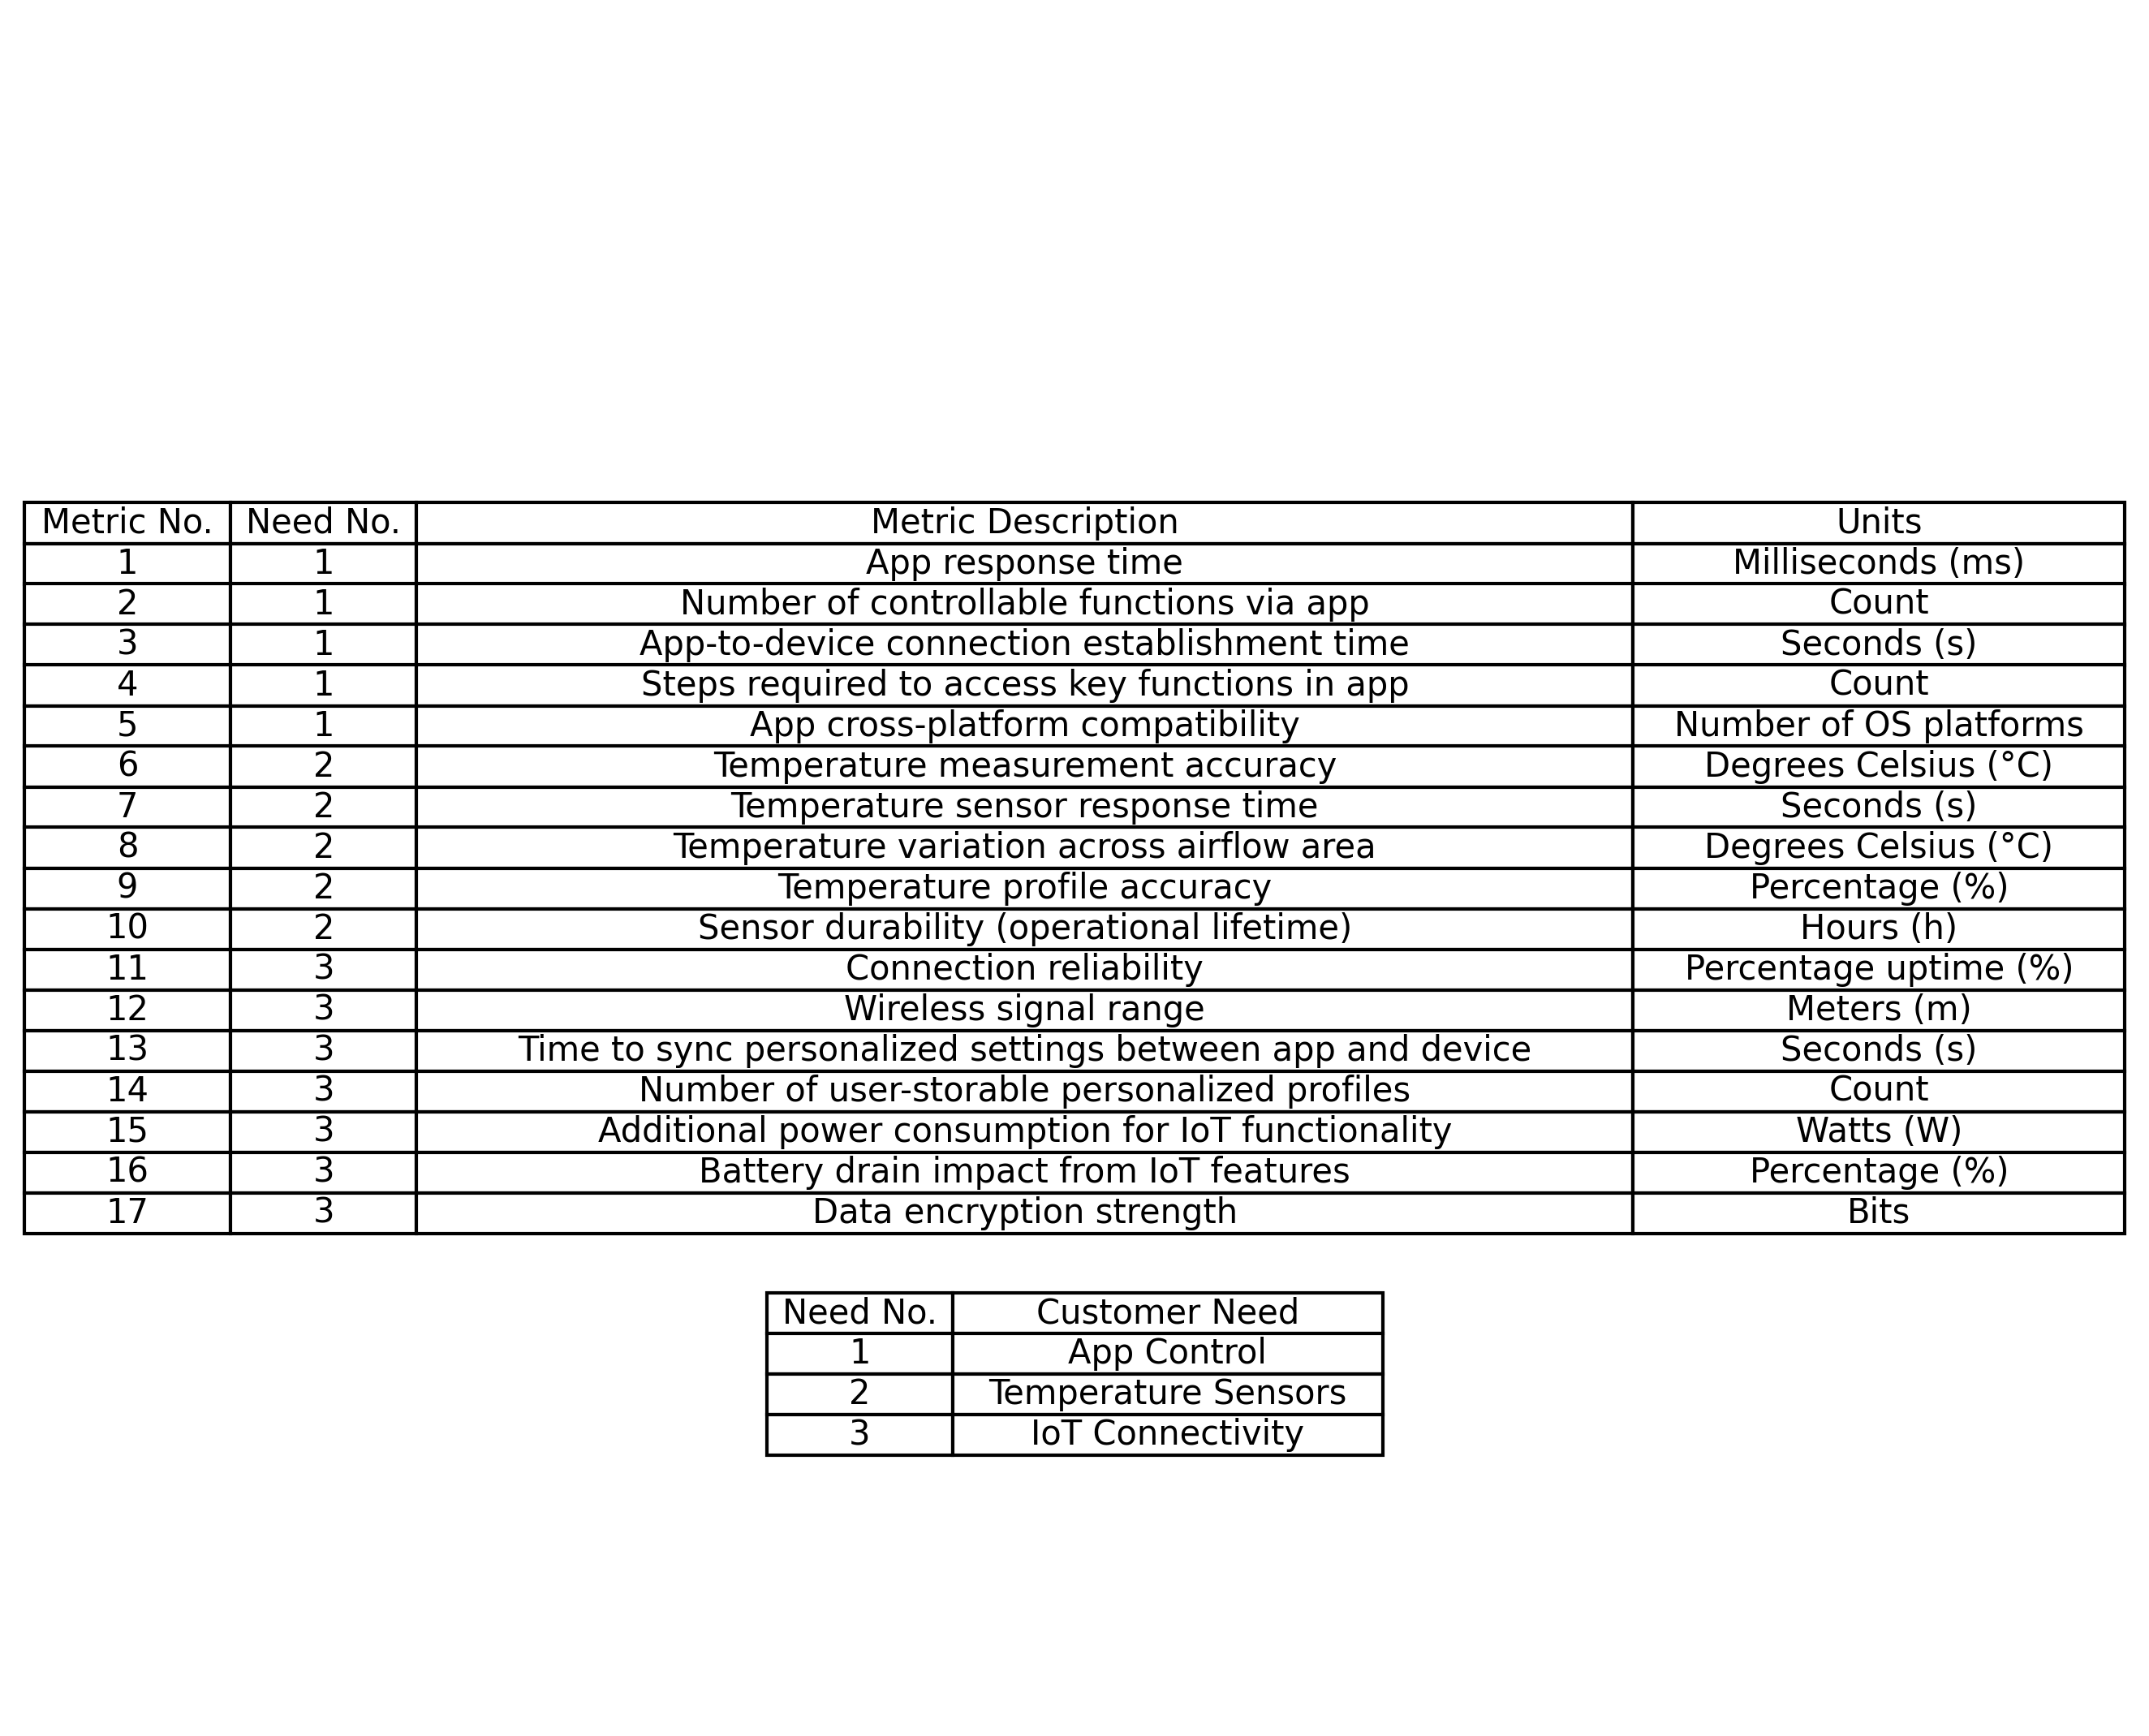 Metric No. Need No. Metric Description Units
1 1 App response time Milliseconds (ms)
2 1 Number of controllable functions via app Count
3 1 App-to-device connection establishment time Seconds (s)
4 1 Steps required to access key functions in app Count
5 1 App cross-platform compatibility Number of OS platforms
6 2 Temperature measurement accuracy Degrees Celsius (°C)
7 2 Temperature sensor response time Seconds (s)
8 2 Temperature variation across airflow area Degrees Celsius (°C)
9 2 Temperature profile accuracy Percentage (%)
10 2 Sensor durability (operational lifetime) Hours (h)
11 3 Connection reliability Percentage uptime (%)
12 3 Wireless signal range Meters (m)
13 3 Time to sync personalized settings between app and device Seconds (s)
14 3 Number of user-storable personalized profiles Count
15 3 Additional power consumption for IoT functionality Watts (W)
16 3 Battery drain impact from IoT features Percentage (%)
17 3 Data encryption strength Bits
Need No. Customer Need
1 App Control
2 Temperature Sensors
3 IoT Connectivity